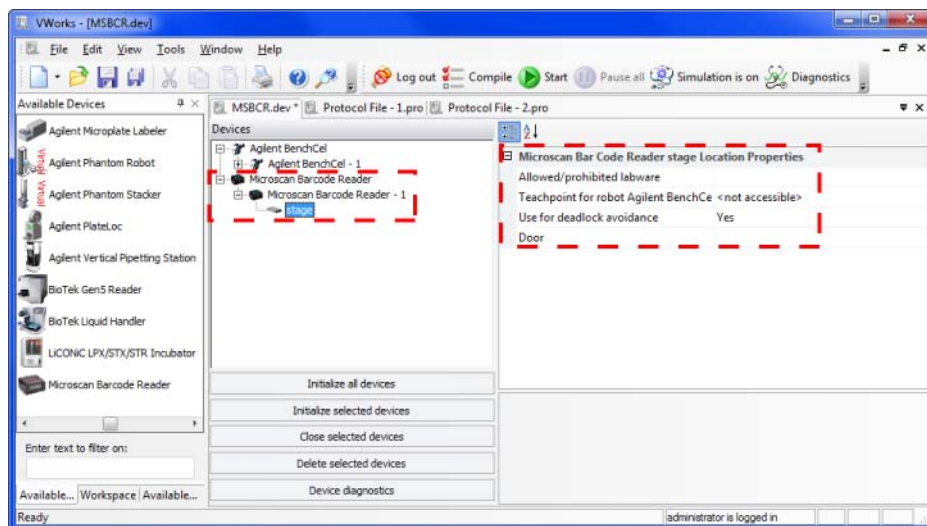 VWorks - [MSBCR.dev]
File Edit View Tools Window Help
Log out Compile Start Pause all Simulation is on Diagnostics
Available Devices
Agilent Microplate Labeler
Virtual
Agilent Phantom Robot
Virtual
Agilent Phantom Stacker
Agilent PlateLoc
Agilent Vertical Pipetting Station
BioTek Gen5 Reader
BioTek Liquid Handler
LiCONiC LPX/STX/STR Incubator
Microscan Barcode Reader
Enter text to filter on:
Available... Workspace Available...
MSBCR.dev * Protocol File - 1.pro Protocol File - 2.pro
Devices
Agilent BenchCel
Agilent BenchCel - 1
Microscan Barcode Reader
Microscan Barcode Reader - 1
stage
Initialize all devices
Initialize selected devices
Close selected devices
Delete selected devices
Device diagnostics
Microscan Bar Code Reader stage Location Properties
Allowed/prohibited labware
Teachpoint for robot Agilent BenchCe <not accessible>
Use for deadlock avoidance Yes
Door
Ready administrator is logged in